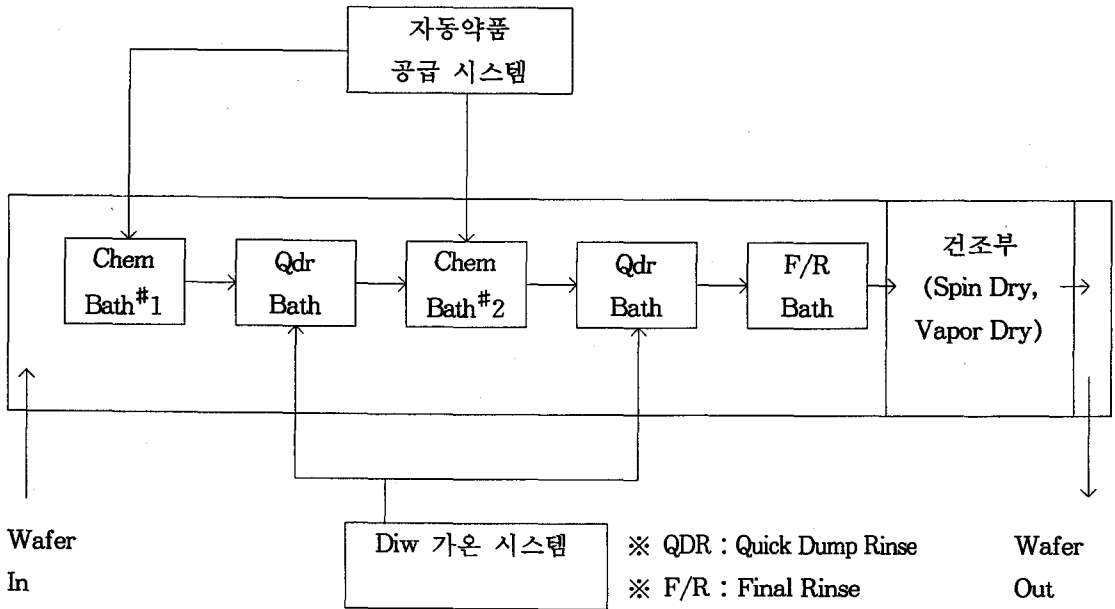 자동약품
공급 시스템
Chem
Bath#1
Qdr
Bath
Chem
Bath#2
Qdr
Bath
F/R
Bath
건조부
(Spin Dry,
Vapor Dry)
Wafer
In
Diw 가온 시스템
※ QDR : Quick Dump Rinse
※ F/R : Final Rinse
Wafer
Out